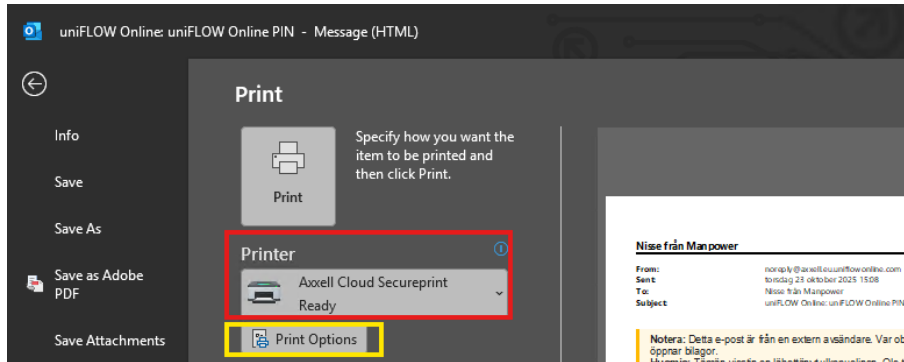 uniFLOW Online: uniFLOW Online PIN - Message (HTML)
Print
Info
Save
Save As
Save as Adobe
PDF
Save Attachments
Print
Specify how you want the
item to be printed and
then click Print.
Printer
Axxell Cloud Secureprint
Ready
Print Options
Nisse från Manpower
From: noreply@axxell.eu.uniflowonline.com
Sent: torsdag 23 oktober 2025 15:08
To: Nisse från Manpower
Subject: uniFLOW Online: uniFLOW Online PIN
Notera: Detta e-post är från en extern avsändare. Var ob
öppnar bilagor.